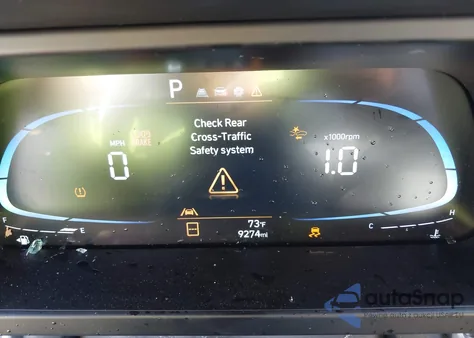 P
Check Rear
Cross-Traffic
Safety system
MPH
0
x1000rpm
1.0
F
E
C
H
73°F
9274mi
autoSnap